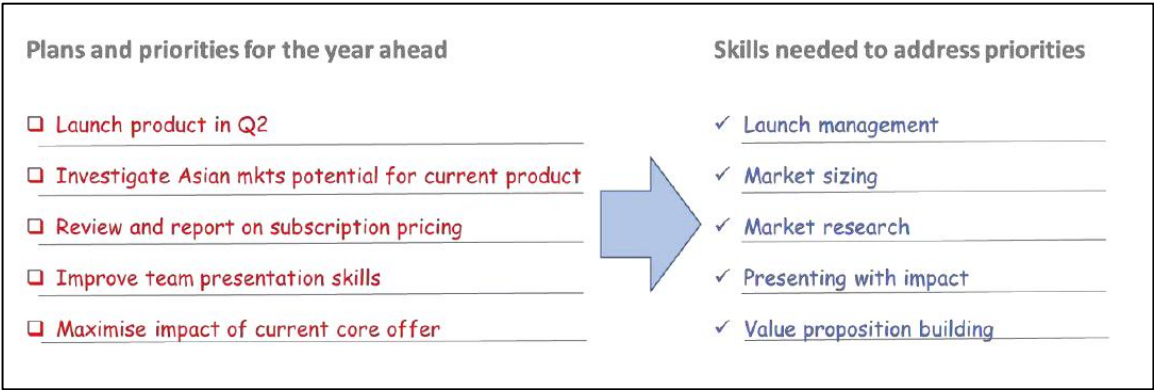 Plans and priorities for the year ahead
Launch product in Q2
Investigate Asian mkts potential for current product
Review and report on subscription pricing
Improve team presentation skills
Maximise impact of current core offer
Skills needed to address priorities
Launch management
Market sizing
Market research
Presenting with impact
Value proposition building